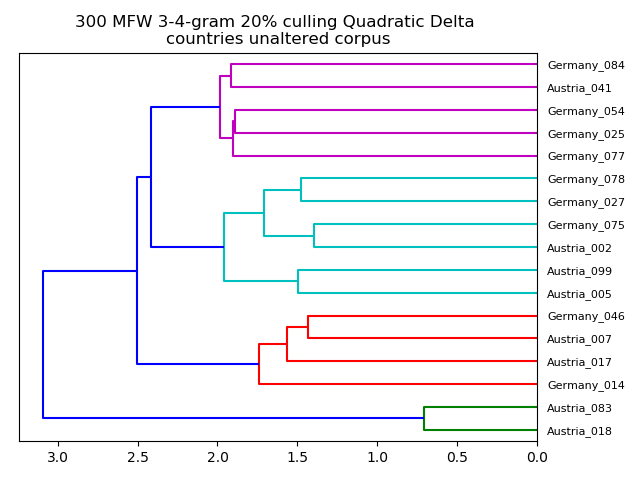 300 MFW 3-4-gram 20% culling Quadratic Delta
countries unaltered corpus
Germany_084
Austria_041
Germany_054
Germany_025
Germany_077
Germany_078
Germany_027
Germany_075
Austria_002
Austria_099
Austria_005
Germany_046
Austria_007
Austria_017
Germany_014
Austria_083
Austria_018
3.0 2.5 2.0 1.5 1.0 0.5 0.0